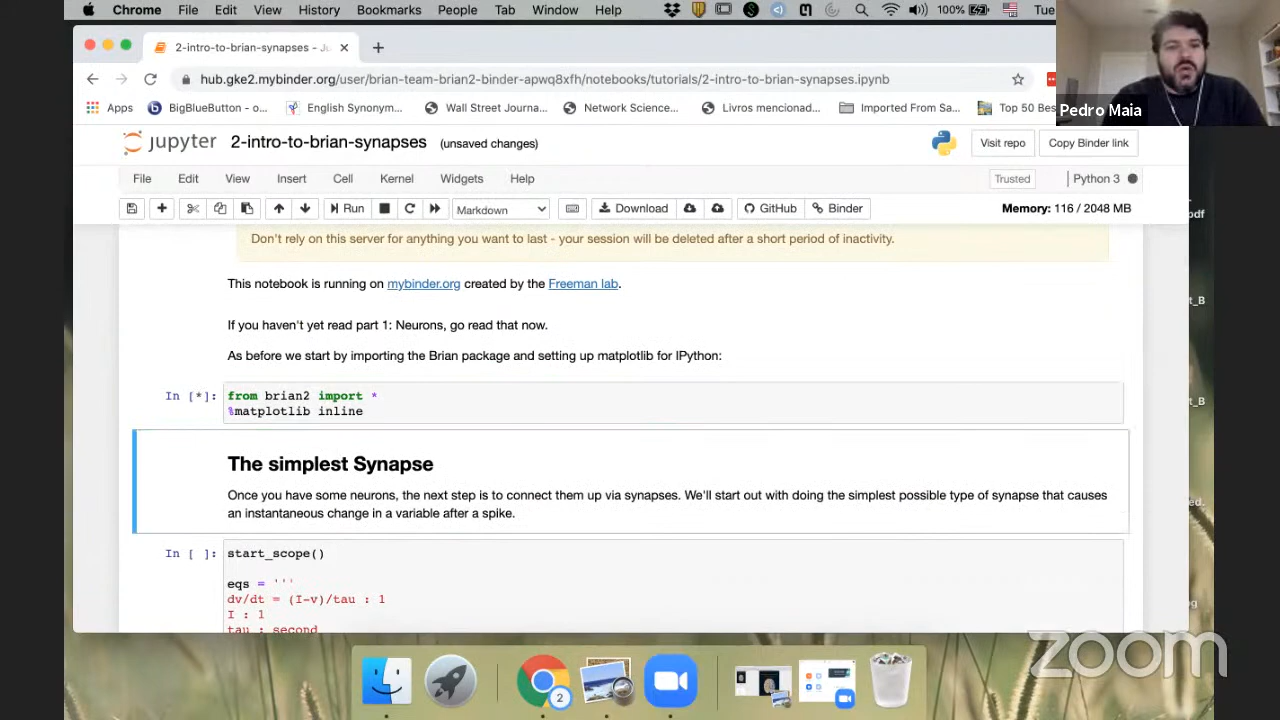 Chrome File Edit View History Bookmarks People Tab Window Help 100% Tue
2-intro-to-brian-synapses - Ju
hub.gke2.mybinder.org/user/brian-team-brian2-binder-apwq8xfh/notebooks/tutorials/2-intro-to-brian-synapses.ipynb
Pedro Maia
Apps BigBlueButton - o... English Synonym... Wall Street Journa... Network Science... Livros mencionad... Imported From Sa... Top 50 Bes
jupyter 2-intro-to-brian-synapses (unsaved changes) Visit repo Copy Binder link
File Edit View Insert Cell Kernel Widgets Help Trusted Python 3
Run Markdown Download GitHub Binder Memory: 116 / 2048 MB
pdf
Don't rely on this server for anything you want to last - your session will be deleted after a short period of inactivity.
This notebook is running on mybinder.org created by the Freeman lab.
t_B
If you haven't yet read part 1: Neurons, go read that now.
As before we start by importing the Brian package and setting up matplotlib for IPython:
In [*]: from brian2 import *
t_B
%matplotlib inline
The simplest Synapse
Once you have some neurons, the next step is to connect them up via synapses. We'll start out with doing the simplest possible type of synapse that causes
ed.
an instantaneous change in a variable after a spike.
In [ ]: start_scope()
eqs = '''
dv/dt = (I-v)/tau : 1
I : 1
tau : second
zoom
2